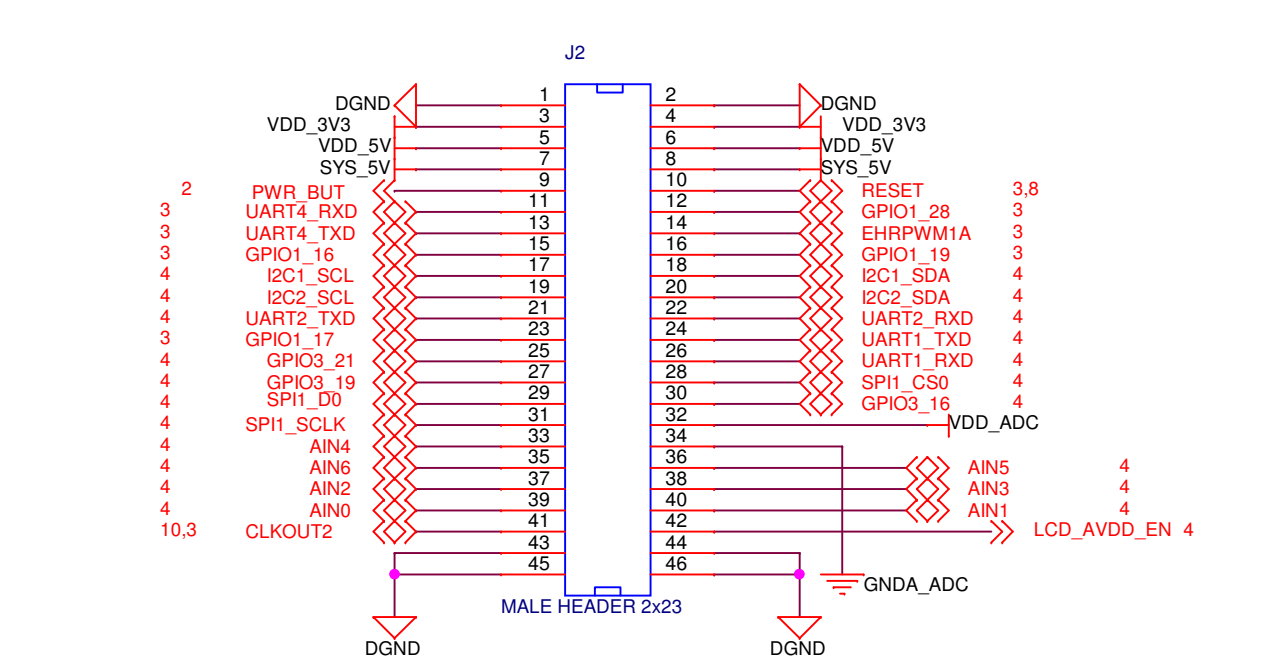 J2
DGND 1 2 DGND
VDD_3V3 3 4 VDD_3V3
VDD_5V 5 6 VDD_5V
SYS_5V 7 8 SYS_5V
2 PWR_BUT 9 10 RESET 3,8
3 UART4_RXD 11 12 GPIO1_28 3
3 UART4_TXD 13 14 EHRPWM1A 3
3 GPIO1_16 15 16 GPIO1_19 3
4 I2C1_SCL 17 18 I2C1_SDA 4
4 I2C2_SCL 19 20 I2C2_SDA 4
4 UART2_TXD 21 22 UART2_RXD 4
3 GPIO1_17 23 24 UART1_TXD 4
4 GPIO3_21 25 26 UART1_RXD 4
4 GPIO3_19 27 28 SPI1_CS0 4
4 SPI1_D0 29 30 GPIO3_16 4
4 SPI1_SCLK 31 32 VDD_ADC
4 AIN4 33 34
4 AIN6 35 36 AIN5 4
4 AIN2 37 38 AIN3 4
4 AIN0 39 40 AIN1 4
10,3 CLKOUT2 41 42 LCD_AVDD_EN 4
43 44
45 46
GNDA_ADC
MALE HEADER 2x23
DGND DGND